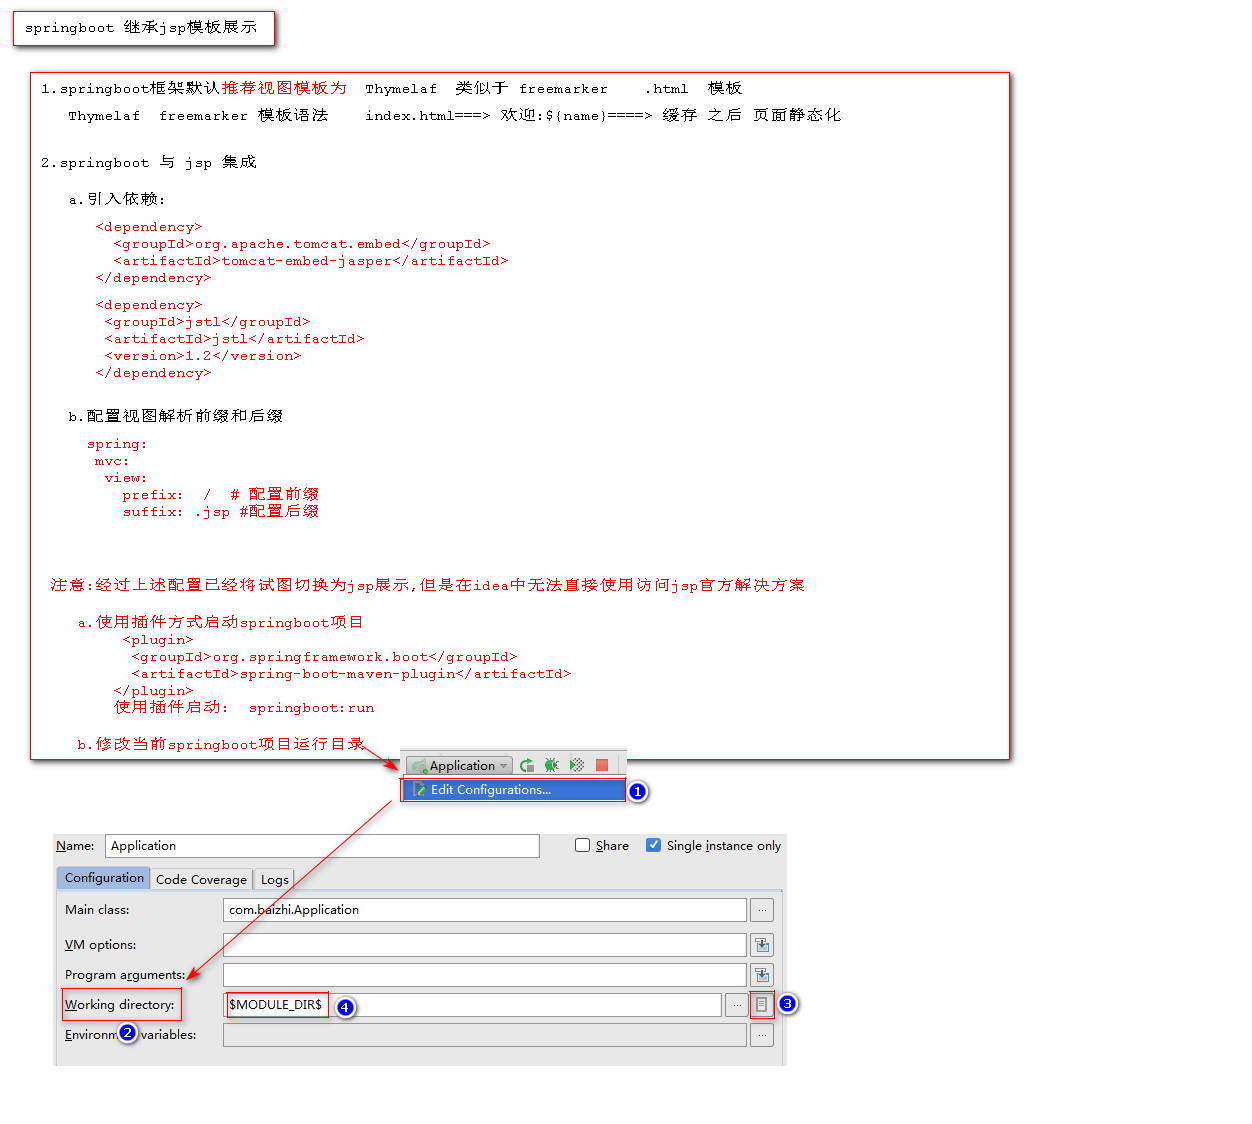 springboot 继承jsp模板展示
1.springboot框架默认推荐视图模板为 Thymelaf 类似于 freemarker .html 模板
Thymelaf freemarker 模板语法 index.html===> 欢迎:${name}====> 缓存 之后 页面静态化
2.springboot 与 jsp 集成
a.引入依赖:
<dependency>
<groupId>org.apache.tomcat.embed</groupId>
<artifactId>tomcat-embed-jasper</artifactId>
</dependency>
<dependency>
<groupId>jstl</groupId>
<artifactId>jstl</artifactId>
<version>1.2</version>
</dependency>
b.配置视图解析前缀和后缀
spring:
mvc:
view:
prefix: / # 配置前缀
suffix: .jsp #配置后缀
注意:经过上述配置已经将试图切换为jsp展示,但是在idea中无法直接使用访问jsp官方解决方案
a.使用插件方式启动springboot项目
<plugin>
<groupId>org.springframework.boot</groupId>
<artifactId>spring-boot-maven-plugin</artifactId>
</plugin>
使用插件启动: springboot:run
b.修改当前springboot项目运行目录
Application
Edit Configurations... 1
Name: Application Share Single instance only
Configuration Code Coverage Logs
Main class: com.baizhi.Application ...
VM options:
Program arguments:
Working directory: $MODULE_DIR$ 4 ... 3
2
Environm variables: ...